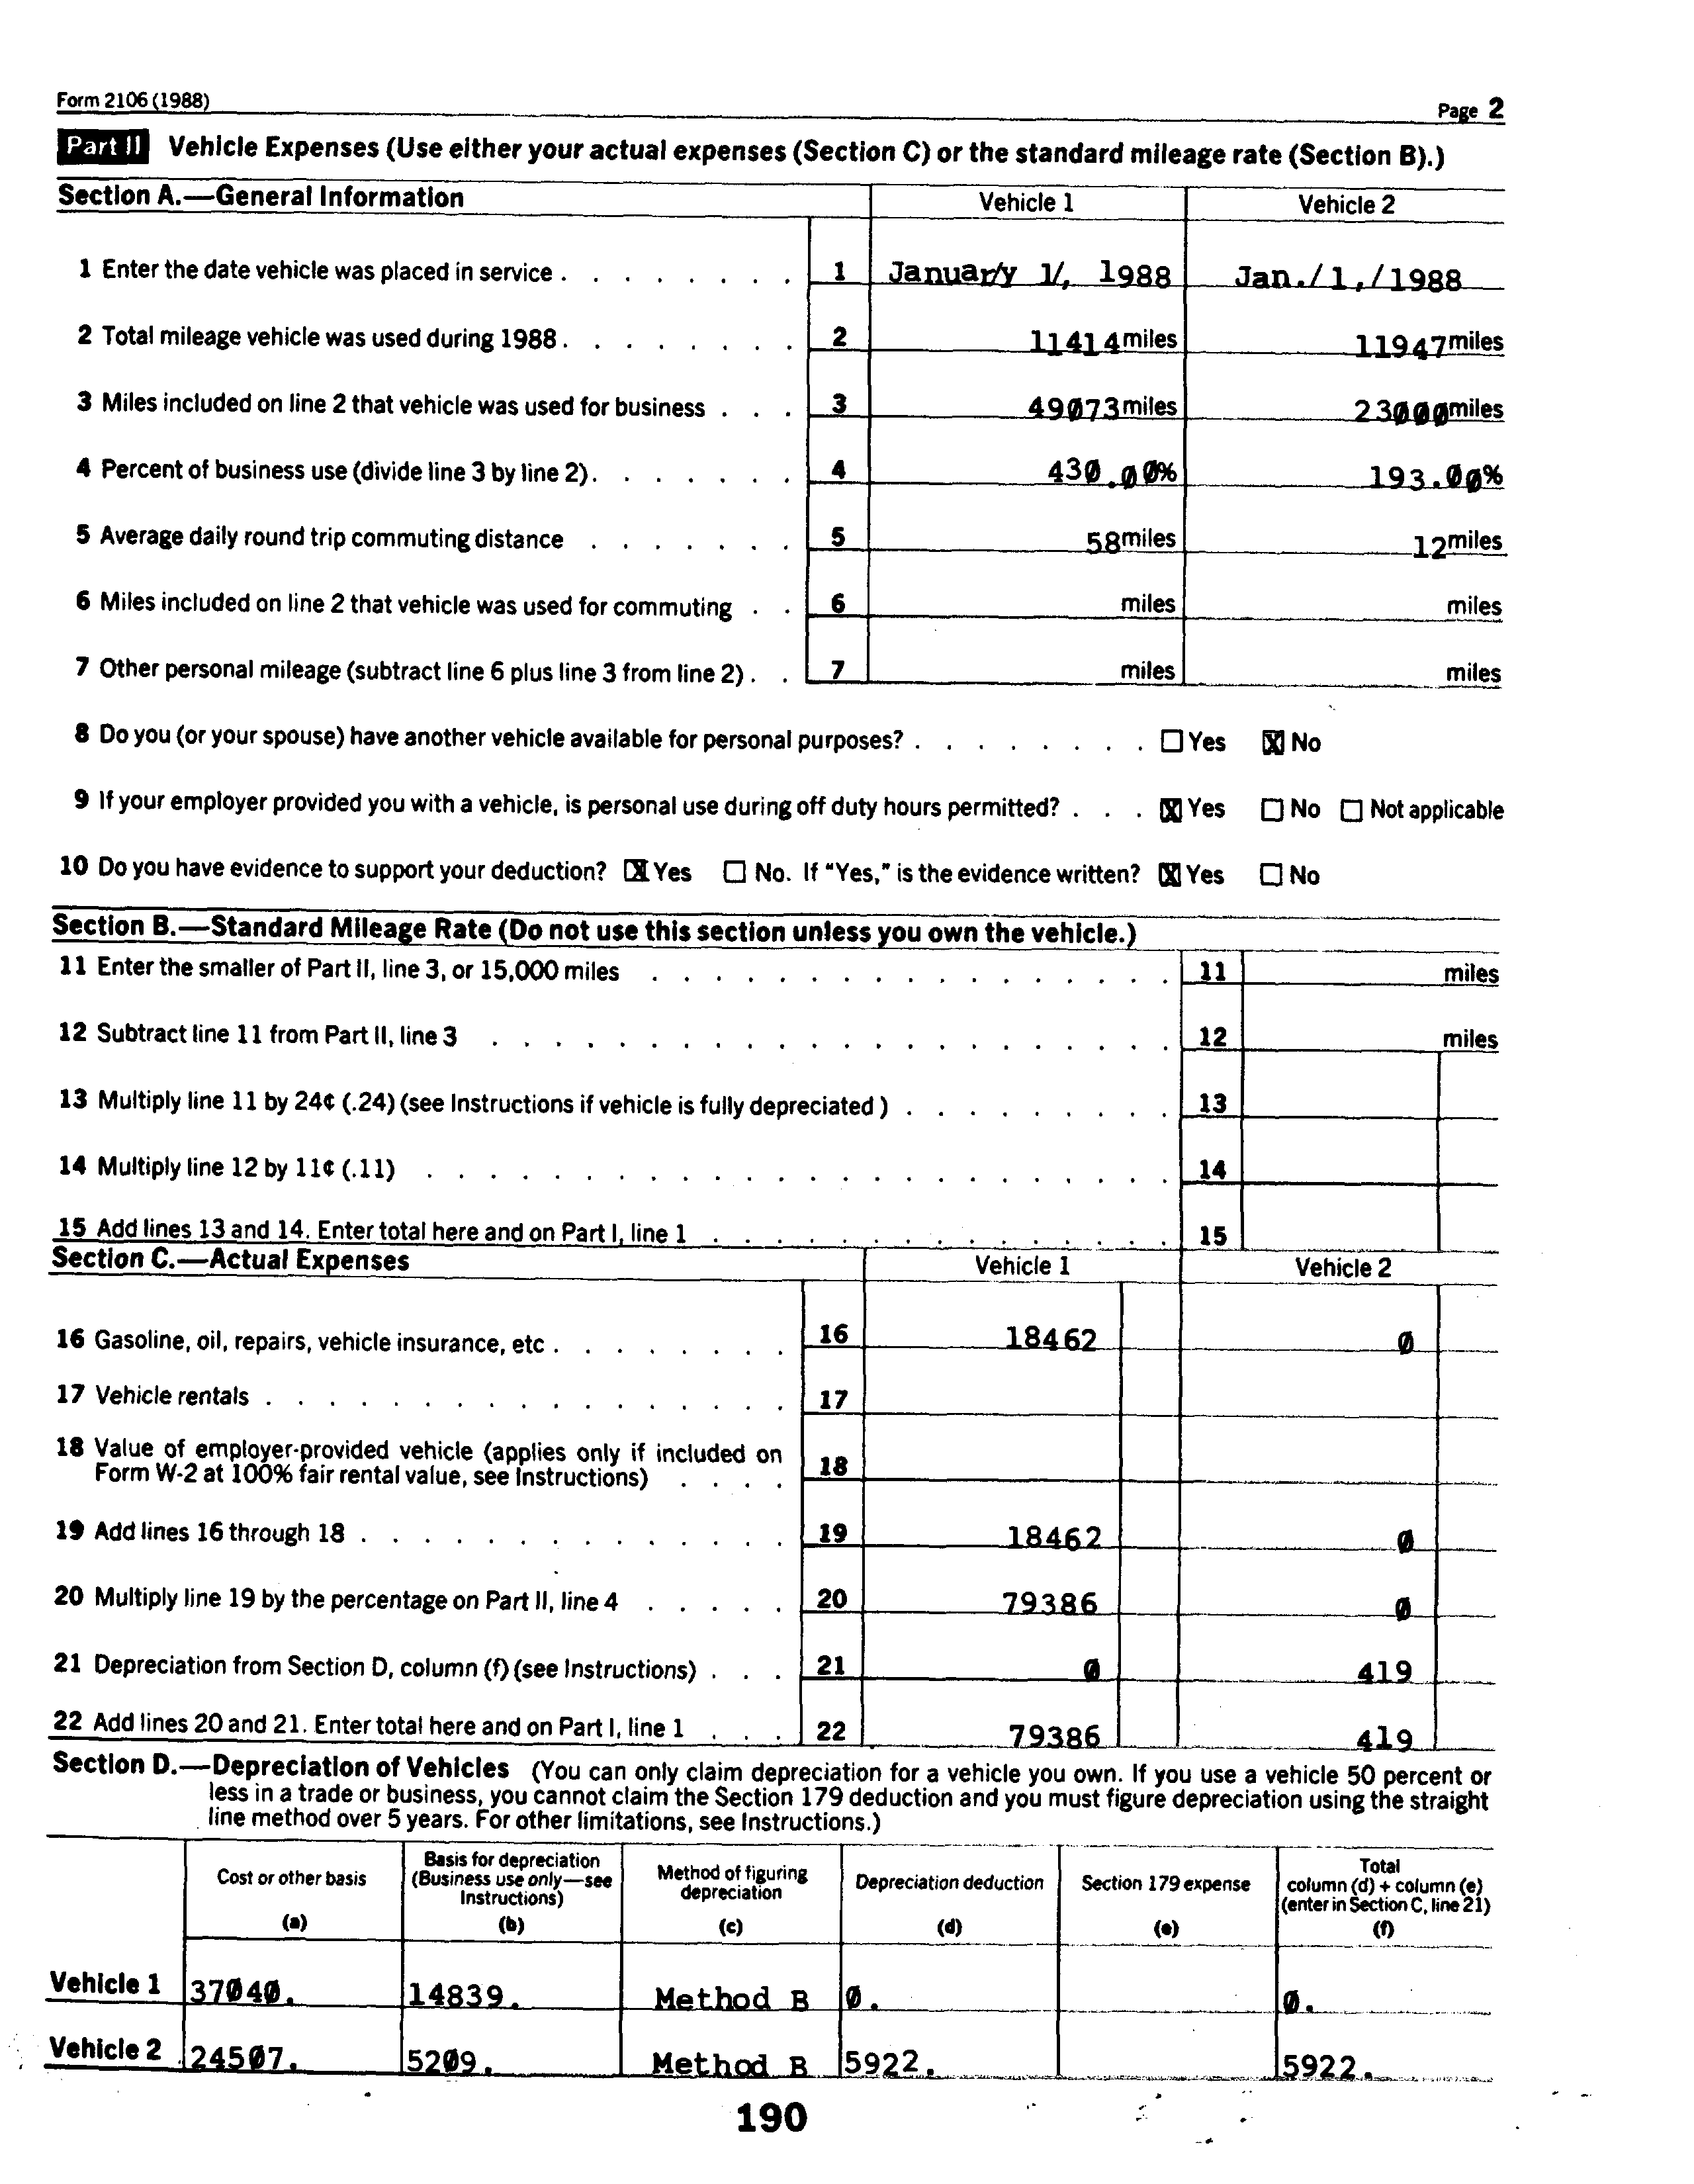 Form 2106 (1988)
Page 2
Part II Vehicle Expenses (Use either your actual expenses (Section C) or the standard mileage rate (Section B).)
Section A.—General Information Vehicle 1 Vehicle 2
1 Enter the date vehicle was placed in service . . . . . . . . 1 January 1, 1988 Jan./1,/1988
2 Total mileage vehicle was used during 1988 . . . . . . . . 2 11414 miles 11947 miles
3 Miles included on line 2 that vehicle was used for business . . . 3 49073 miles 23000 miles
4 Percent of business use (divide line 3 by line 2) . . . . . . . 4 430.00% 193.00%
5 Average daily round trip commuting distance . . . . . . . 5 58 miles 12 miles
6 Miles included on line 2 that vehicle was used for commuting . . 6 miles miles
7 Other personal mileage (subtract line 6 plus line 3 from line 2) . . 7 miles miles
8 Do you (or your spouse) have another vehicle available for personal purposes? . . . . . . . . ☐ Yes ☒ No
9 If your employer provided you with a vehicle, is personal use during off duty hours permitted? . . . ☒ Yes ☐ No ☐ Not applicable
10 Do you have evidence to support your deduction? ☒ Yes ☐ No. If "Yes," is the evidence written? ☒ Yes ☐ No
Section B.—Standard Mileage Rate (Do not use this section unless you own the vehicle.)
11 Enter the smaller of Part II, line 3, or 15,000 miles . . . . . . . . . . . . . . . . . 11 miles
12 Subtract line 11 from Part II, line 3 . . . . . . . . . . . . . . . . . . . . . . 12 miles
13 Multiply line 11 by 24¢ (.24) (see Instructions if vehicle is fully depreciated ) . . . . . . . . . 13
14 Multiply line 12 by 11¢ (.11) . . . . . . . . . . . . . . . . . . . . . . . . 14
15 Add lines 13 and 14. Enter total here and on Part I, line 1 . . . . . . . . . . . . . . . 15
Section C.—Actual Expenses Vehicle 1 Vehicle 2
16 Gasoline, oil, repairs, vehicle insurance, etc . . . . . . . . 16 18462 0
17 Vehicle rentals . . . . . . . . . . . . . . . . . 17
18 Value of employer-provided vehicle (applies only if included on
Form W-2 at 100% fair rental value, see Instructions) . . . . 18
19 Add lines 16 through 18 . . . . . . . . . . . . . . 19 18462 0
20 Multiply line 19 by the percentage on Part II, line 4 . . . . . 20 79386 0
21 Depreciation from Section D, column (f) (see Instructions) . . . 21 0 419
22 Add lines 20 and 21. Enter total here and on Part I, line 1 . . . 22 79386 419
Section D.—Depreciation of Vehicles (You can only claim depreciation for a vehicle you own. If you use a vehicle 50 percent or
less in a trade or business, you cannot claim the Section 179 deduction and you must figure depreciation using the straight
line method over 5 years. For other limitations, see Instructions.)
Cost or other basis
(a)
Basis for depreciation
(Business use only—see
Instructions)
(b)
Method of figuring
depreciation
(c)
Depreciation deduction
(d)
Section 179 expense
(e)
Total
column (d) + column (e)
(enter in Section C, line 21)
(f)
Vehicle 1 37040. 14839. Method B 0. 0.
Vehicle 2 24507. 5209. Method B 5922. 5922.
190